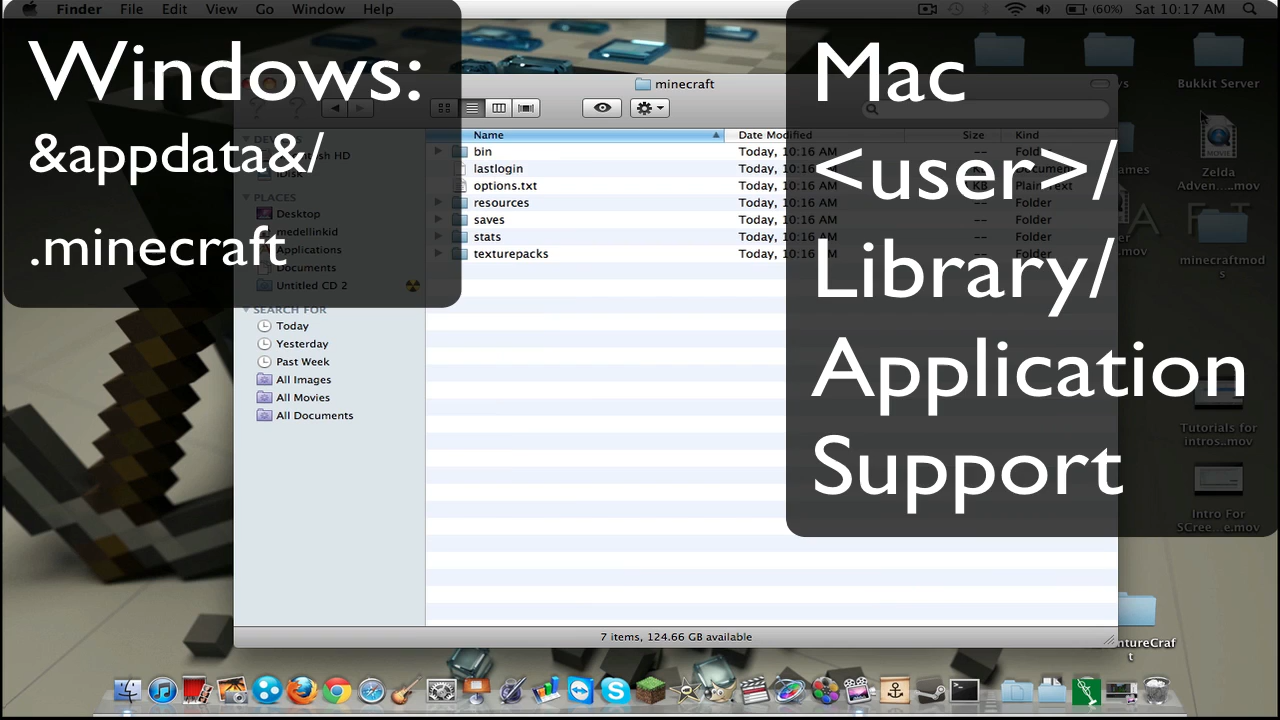 Finder File Edit View Go Window Help
(60%) Sat 10:17 AM
Windows:
&appdata&/
.minecraft
Mac
<user>/
Library/
Application
Support
minecraft
Name Date Modified Size Kind
bin Today, 10:16 AM -- Folder
lastlogin Today, 10:16 AM
options.txt Today, 10:16 AM KB Plain Text
resources Today, 10:16 AM -- Folder
saves Today, 10:16 AM -- Folder
stats Today, 10:16 AM -- Folder
texturepacks Today, 10:16 AM -- Folder
iDisk
PLACES
Desktop
medellinkid
Applications
Documents
Untitled CD 2
SEARCH FOR
Today
Yesterday
Past Week
All Images
All Movies
All Documents
7 items, 124.66 GB available
Bukkit Server
Zelda
Adven......mov
minecraftmod
s
Tutorials for
intros..mov
Intro For
SCree...e.mov
ntureCraf
t